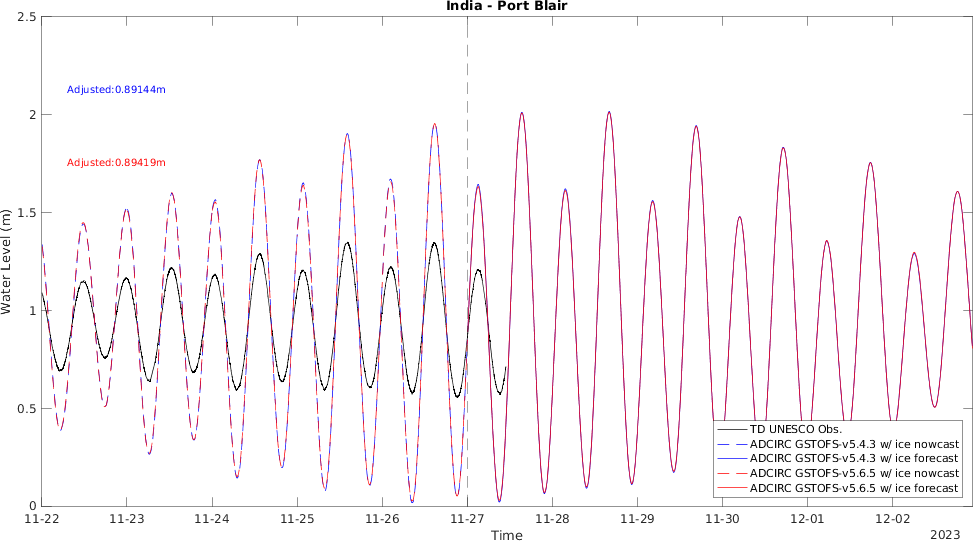 India - Port Blair
2.5
2
1.5
1
0.5
0
Water Level (m)
Adjusted:0.89144m
Adjusted:0.89419m
TD UNESCO Obs.
ADCIRC GSTOFS-v5.4.3 w/ ice nowcast
ADCIRC GSTOFS-v5.4.3 w/ ice forecast
ADCIRC GSTOFS-v5.6.5 w/ ice nowcast
ADCIRC GSTOFS-v5.6.5 w/ ice forecast
11-22 11-23 11-24 11-25 11-26 11-27 11-28 11-29 11-30 12-01 12-02
Time
2023